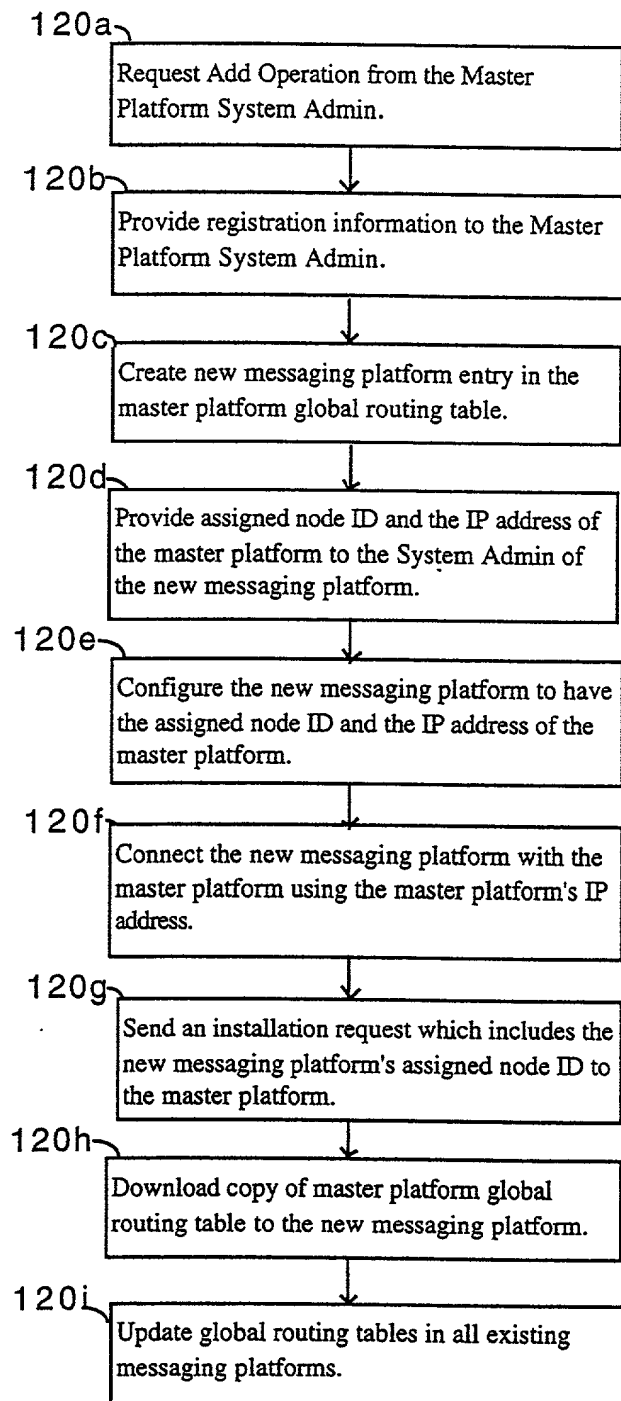 120a
Request Add Operation from the Master
Platform System Admin.
120b
Provide registration information to the Master
Platform System Admin.
120c
Create new messaging platform entry in the
master platform global routing table.
120d
Provide assigned node ID and the IP address of
the master platform to the System Admin of
the new messaging platform.
120e
Configure the new messaging platform to have
the assigned node ID and the IP address of the
master platform.
120f
Connect the new messaging platform with the
master platform using the master platform's IP
address.
120g
Send an installation request which includes the
new messaging platform's assigned node ID to
the master platform.
120h
Download copy of master platform global
routing table to the new messaging platform.
120i
Update global routing tables in all existing
messaging platforms.